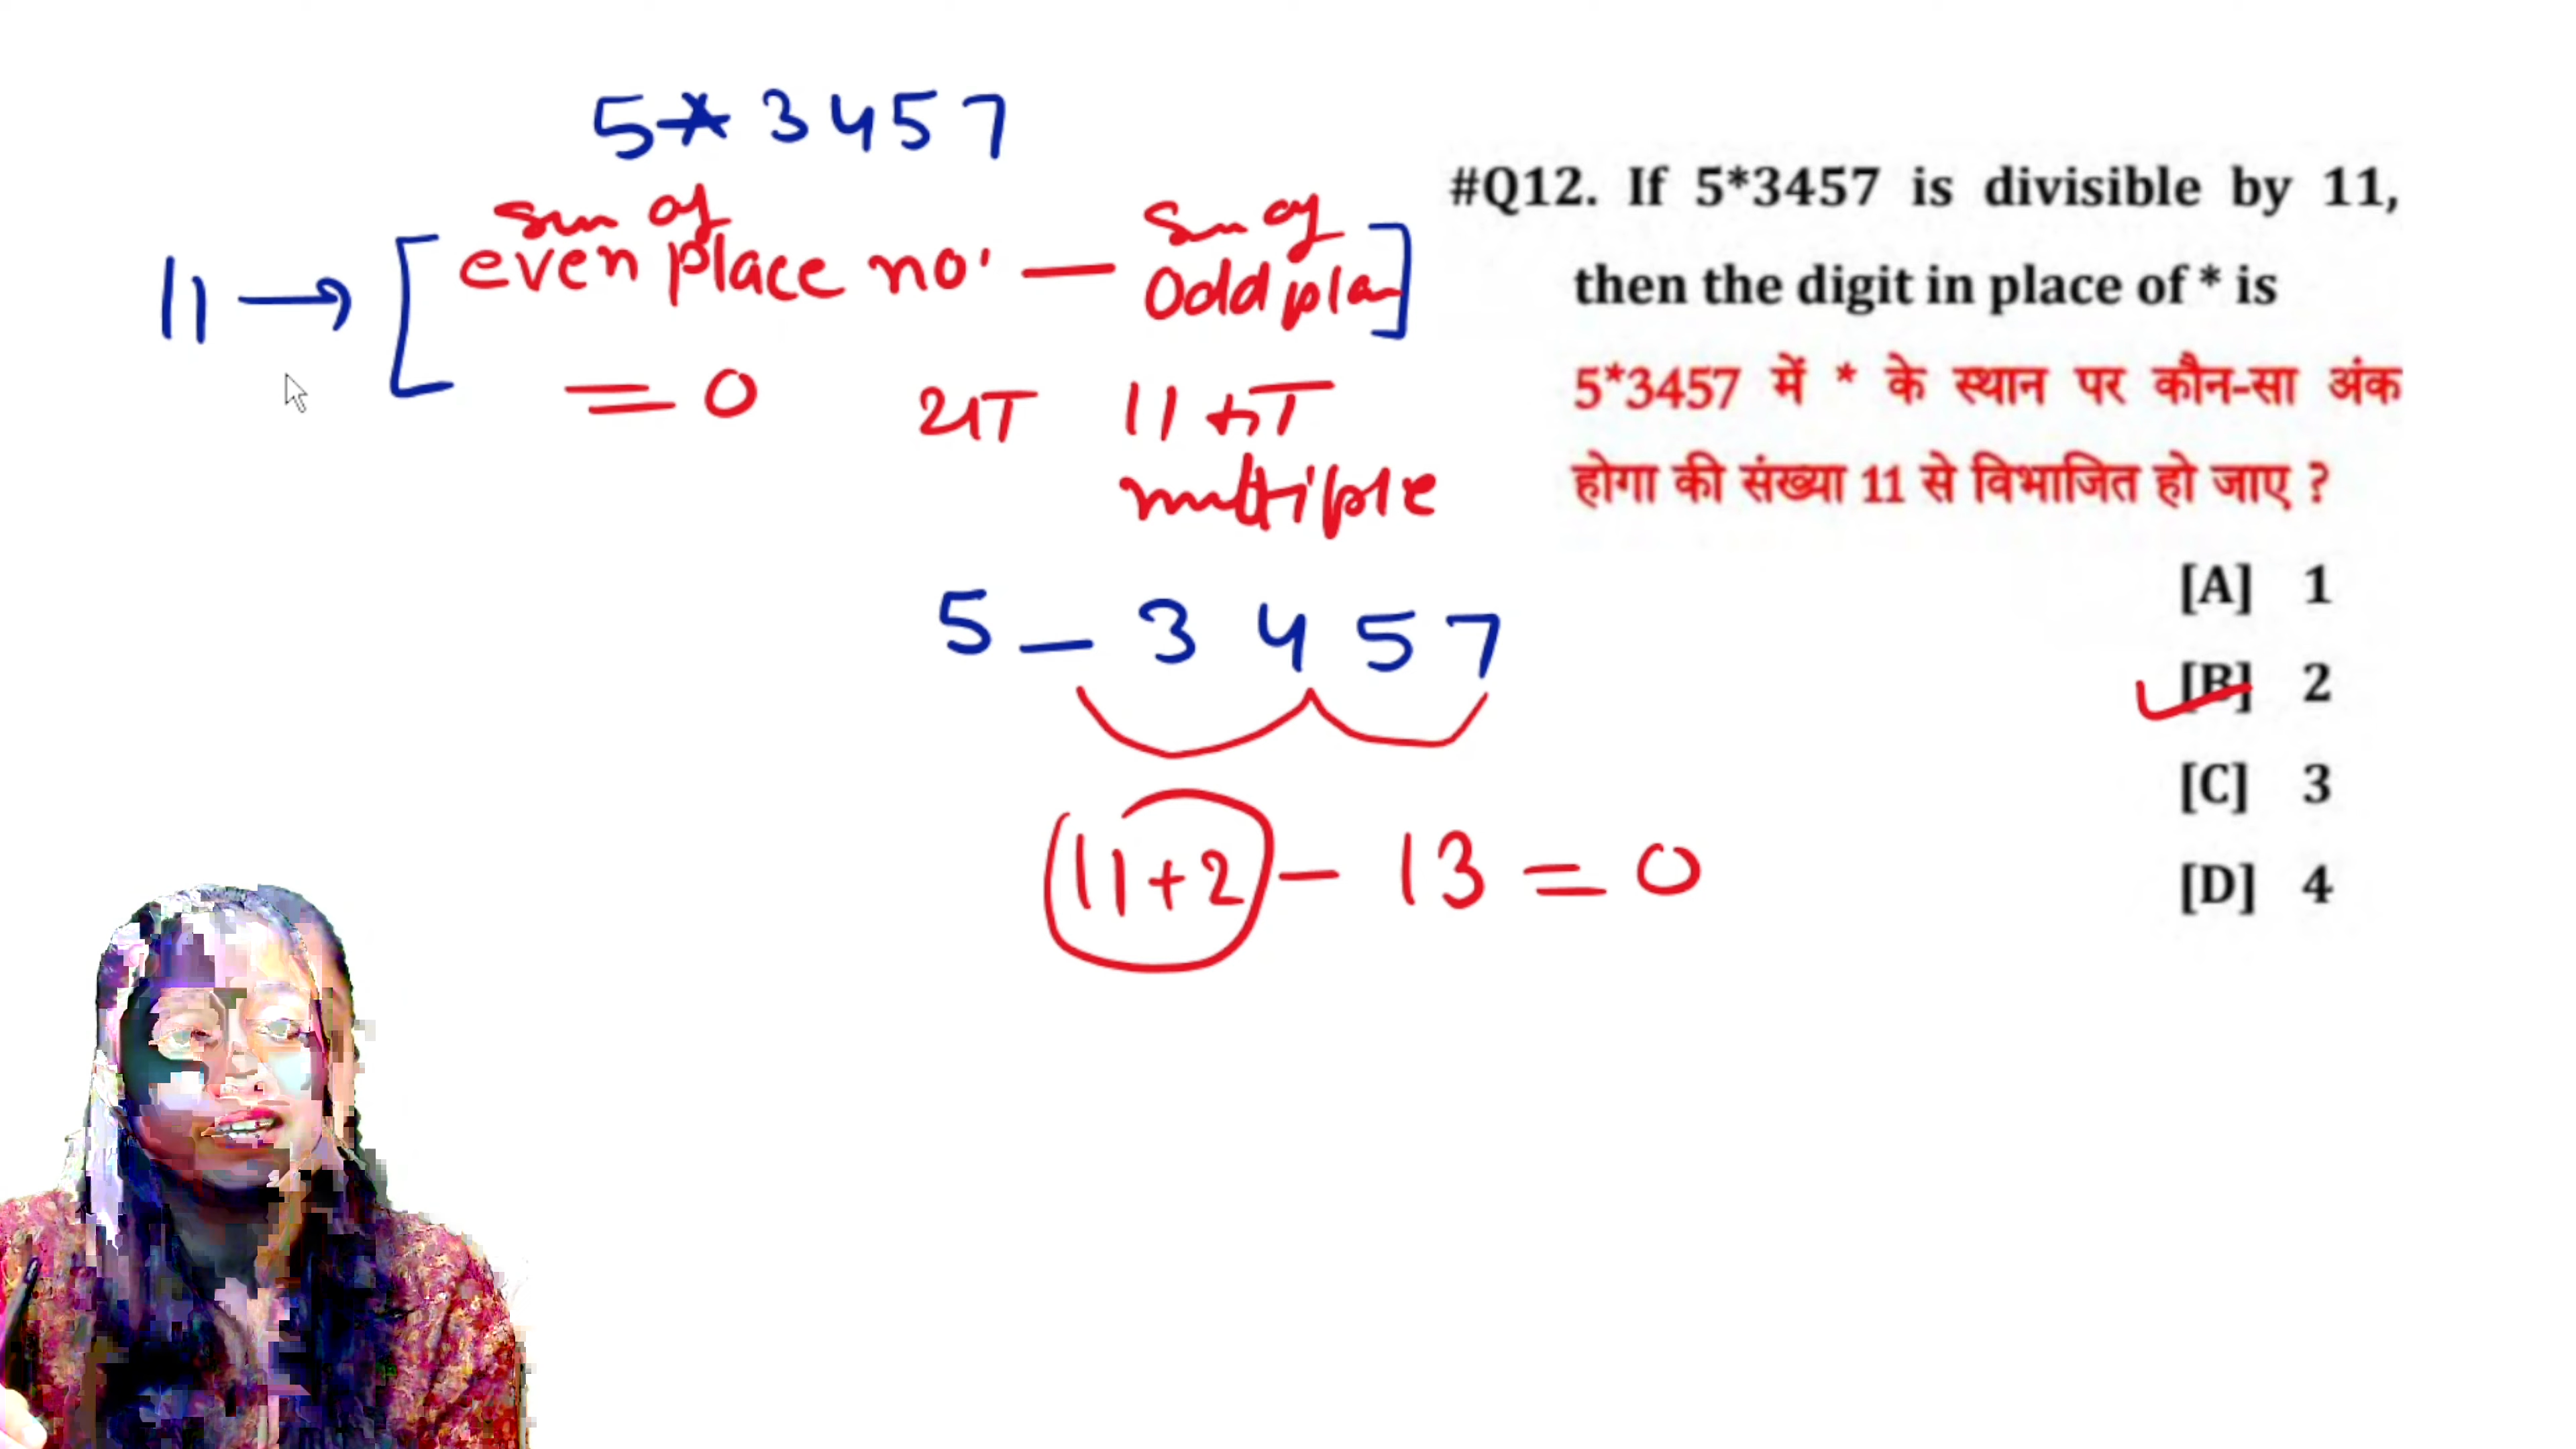 5*3457
sum of
even place no. — sum of
odd plan
11 →
= 0 या 11 का
multiple
5 _ 3 4 5 7
11+2 - 13 = 0
#Q12. If 5*3457 is divisible by 11,
then the digit in place of * is
5*3457 में * के स्थान पर कौन-सा अंक
होगा की संख्या 11 से विभाजित हो जाए ?
[A] 1
[B] 2
[C] 3
[D] 4